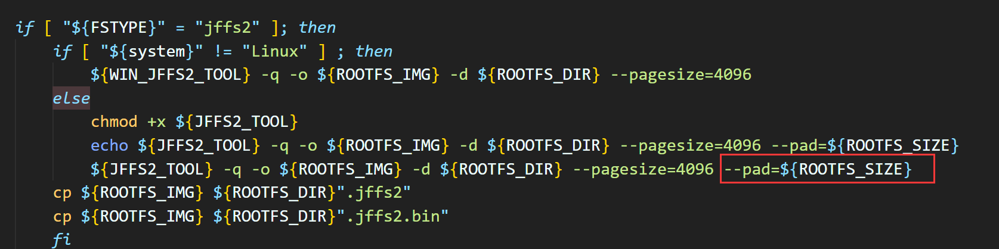 if [ "${FSTYPE}" = "jffs2" ]; then
    if [ "${system}" != "Linux" ] ; then
        ${WIN_JFFS2_TOOL} -q -o ${ROOTFS_IMG} -d ${ROOTFS_DIR} --pagesize=4096
    else
        chmod +x ${JFFS2_TOOL}
        echo ${JFFS2_TOOL} -q -o ${ROOTFS_IMG} -d ${ROOTFS_DIR} --pagesize=4096 --pad=${ROOTFS_SIZE}
        ${JFFS2_TOOL} -q -o ${ROOTFS_IMG} -d ${ROOTFS_DIR} --pagesize=4096 --pad=${ROOTFS_SIZE}
    cp ${ROOTFS_IMG} ${ROOTFS_DIR}".jffs2"
    cp ${ROOTFS_IMG} ${ROOTFS_DIR}".jffs2.bin"
    fi